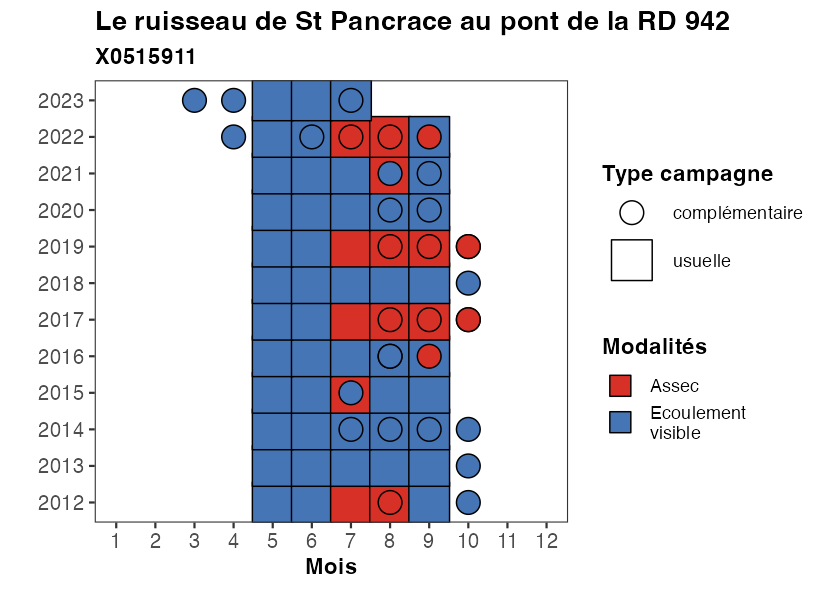 Le ruisseau de St Pancrace au pont de la RD 942
X0515911
2023
2022
2021
2020
2019
2018
2017
2016
2015
2014
2013
2012
1 2 3 4 5 6 7 8 9 10 11 12
Mois
Type campagne
complémentaire
usuelle
Modalités
Assec
Ecoulement
visible